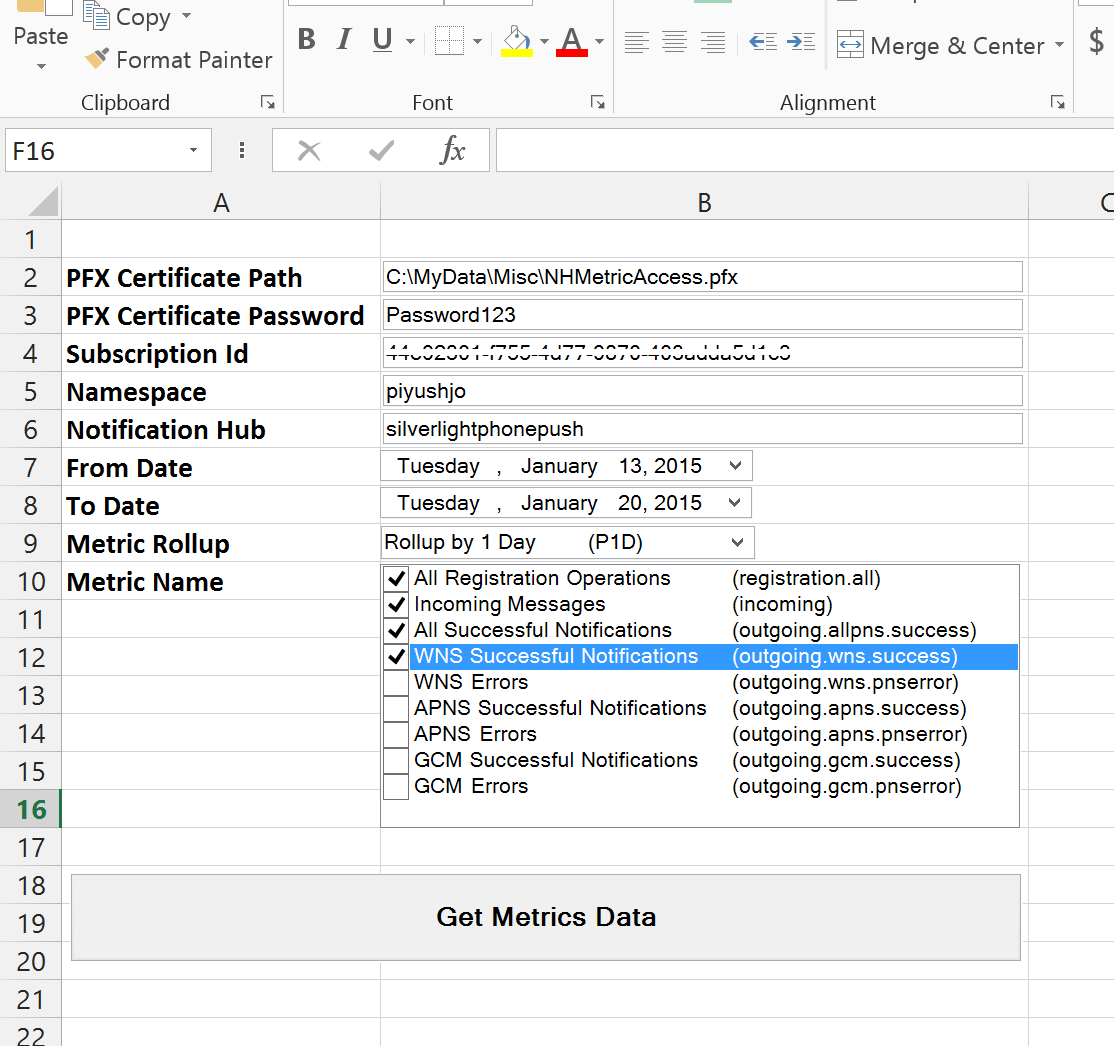 Copy
Paste
Format Painter
B I U A
Merge & Center $
Clipboard Font Alignment
F16 fx
A B C
1
2 PFX Certificate Path C:\MyData\Misc\NHMetricAccess.pfx
3 PFX Certificate Password Password123
4 Subscription Id
5 Namespace piyushjo
6 Notification Hub silverlightphonepush
7 From Date Tuesday , January 13, 2015
8 To Date Tuesday , January 20, 2015
9 Metric Rollup Rollup by 1 Day (P1D)
10 Metric Name All Registration Operations (registration.all)
11 Incoming Messages (incoming)
All Successful Notifications (outgoing.allpns.success)
12 WNS Successful Notifications (outgoing.wns.success)
13 WNS Errors (outgoing.wns.pnserror)
APNS Successful Notifications (outgoing.apns.success)
14 APNS Errors (outgoing.apns.pnserror)
15 GCM Successful Notifications (outgoing.gcm.success)
GCM Errors (outgoing.gcm.pnserror)
16
17
18
19 Get Metrics Data
20
21
22